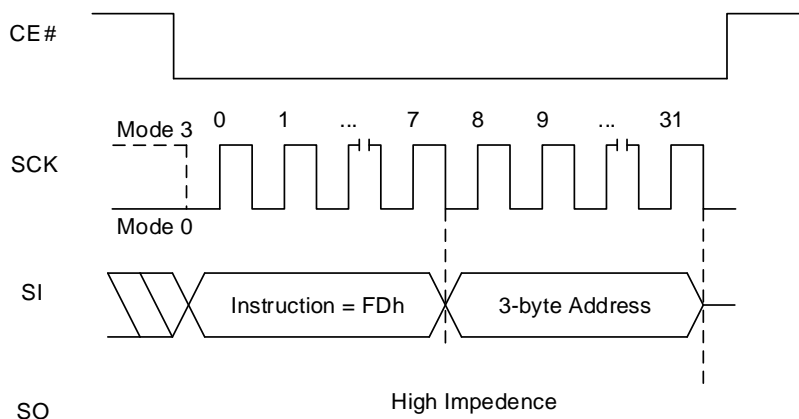 CE#
0 1 ... 7 8 9 ... 31
Mode 3
SCK
Mode 0
SI
Instruction = FDh
3-byte Address
High Impedence
SO